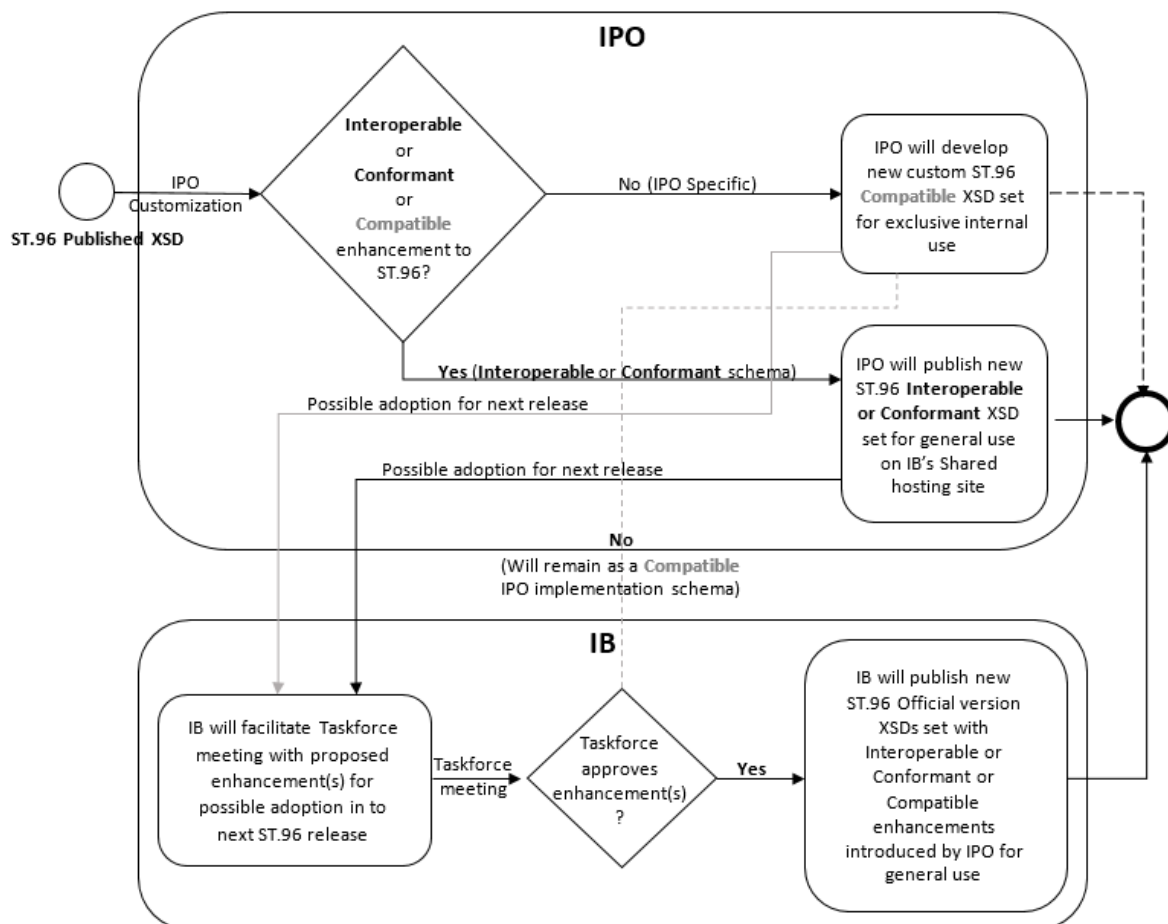 IPO
Interoperable
or
Conformant
or
Compatible
enhancement to
ST.96?
IPO
Customization
ST.96 Published XSD
No (IPO Specific)
IPO will develop
new custom ST.96
Compatible XSD set
for exclusive internal
use
Yes (Interoperable or Conformant schema)
Possible adoption for next release
IPO will publish new
ST.96 Interoperable
or Conformant XSD
set for general use
on IB's Shared
hosting site
Possible adoption for next release
No
(Will remain as a Compatible
IPO implementation schema)
IB
IB will facilitate Taskforce
meeting with proposed
enhancement(s) for
possible adoption in to
next ST.96 release
Taskforce
meeting
Taskforce
approves
enhancement(s)
?
Yes
IB will publish new
ST.96 Official version
XSDs set with
Interoperable or
Conformant or
Compatible
enhancements
introduced by IPO for
general use